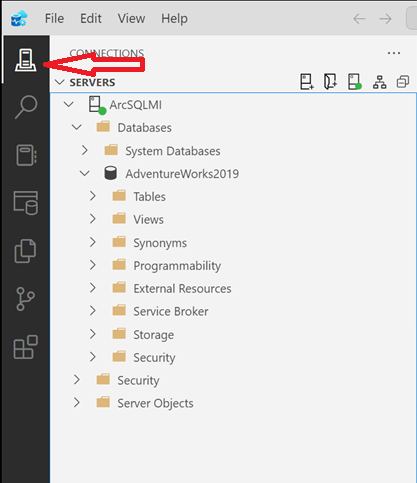 File Edit View Help
CONNECTIONS
SERVERS
ArcSQLMI
Databases
System Databases
AdventureWorks2019
Tables
Views
Synonyms
Programmability
External Resources
Service Broker
Storage
Security
Security
Server Objects